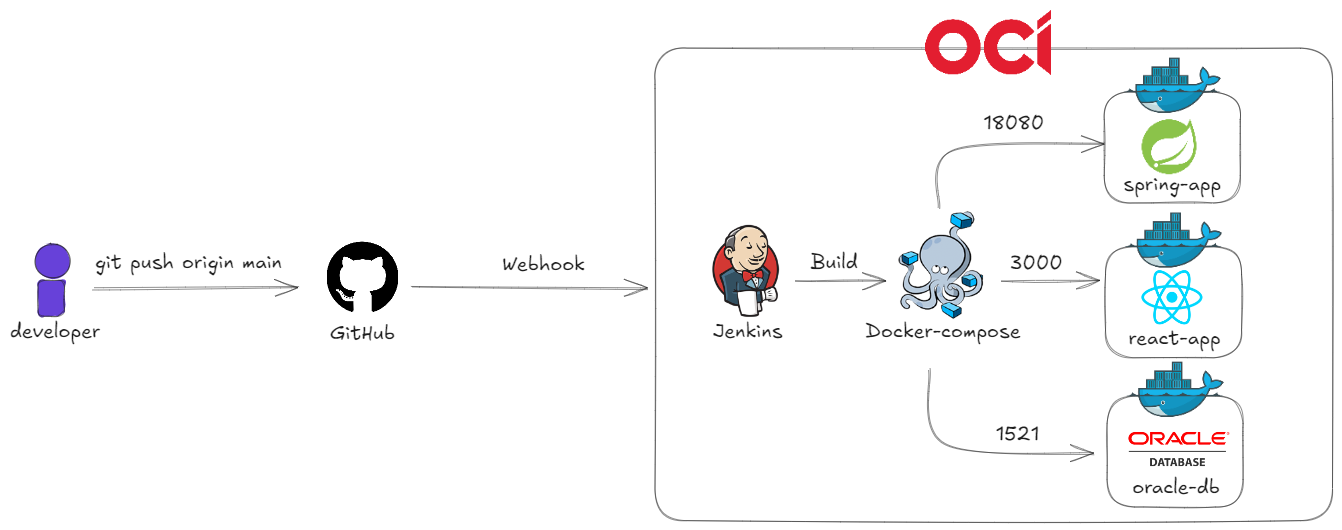 OCI
18080
spring-app
git push origin main
Webhook
Build
3000
developer
GitHub
Jenkins
Docker-compose
react-app
1521
ORACLE
DATABASE
oracle-db